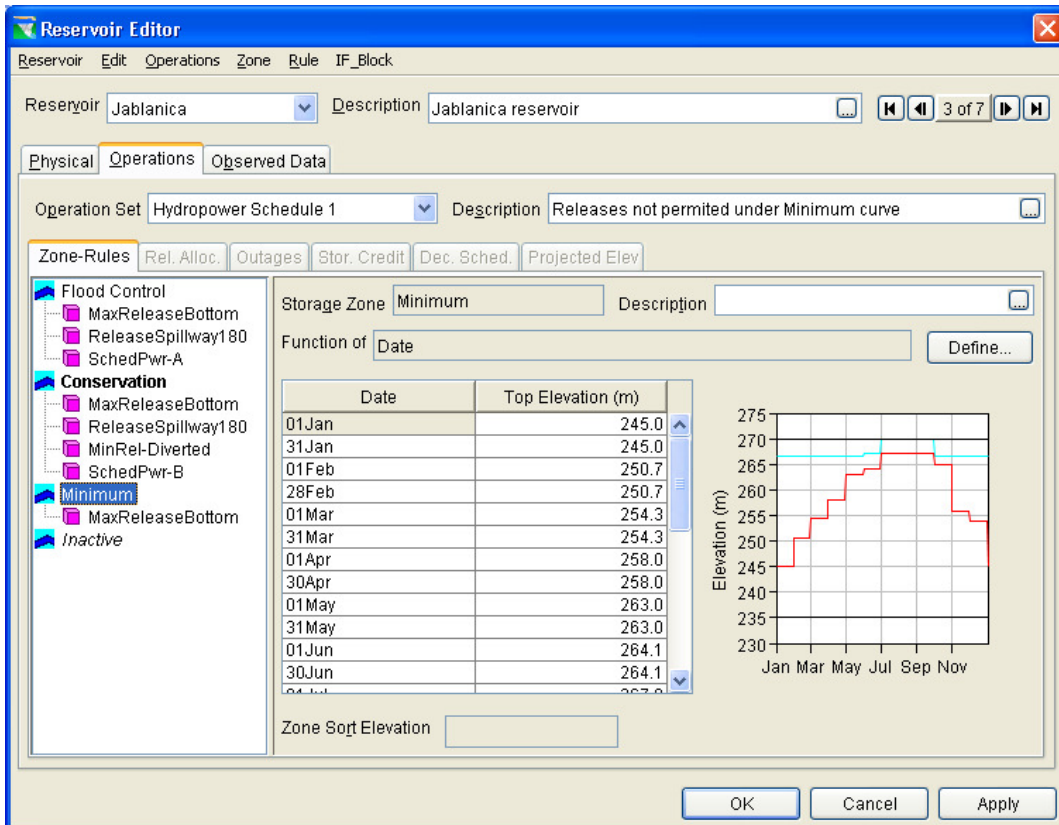 Reservoir Editor
Reservoir Edit Operations Zone Rule IF_Block
Reservoir Jablanica Description Jablanica reservoir ... 3 of 7
Physical Operations Observed Data
Operation Set Hydropower Schedule 1 Description Releases not permited under Minimum curve ...
Zone-Rules Rel. Alloc. Outages Stor. Credit Dec. Sched. Projected Elev
Flood Control
MaxReleaseBottom
ReleaseSpillway180
SchedPwr-A
Conservation
MaxReleaseBottom
ReleaseSpillway180
MinRel-Diverted
SchedPwr-B
Minimum
MaxReleaseBottom
Inactive
Storage Zone Minimum Description ...
Function of Date Define...
Date Top Elevation (m)
01Jan 245.0
31Jan 245.0
01Feb 250.7
28Feb 250.7
01Mar 254.3
31Mar 254.3
01Apr 258.0
30Apr 258.0
01May 263.0
31May 263.0
01Jun 264.1
30Jun 264.1
Zone Sort Elevation
Elevation (m)
275
270
265
260
255
250
245
240
235
230
Jan Mar May Jul Sep Nov
OK Cancel Apply